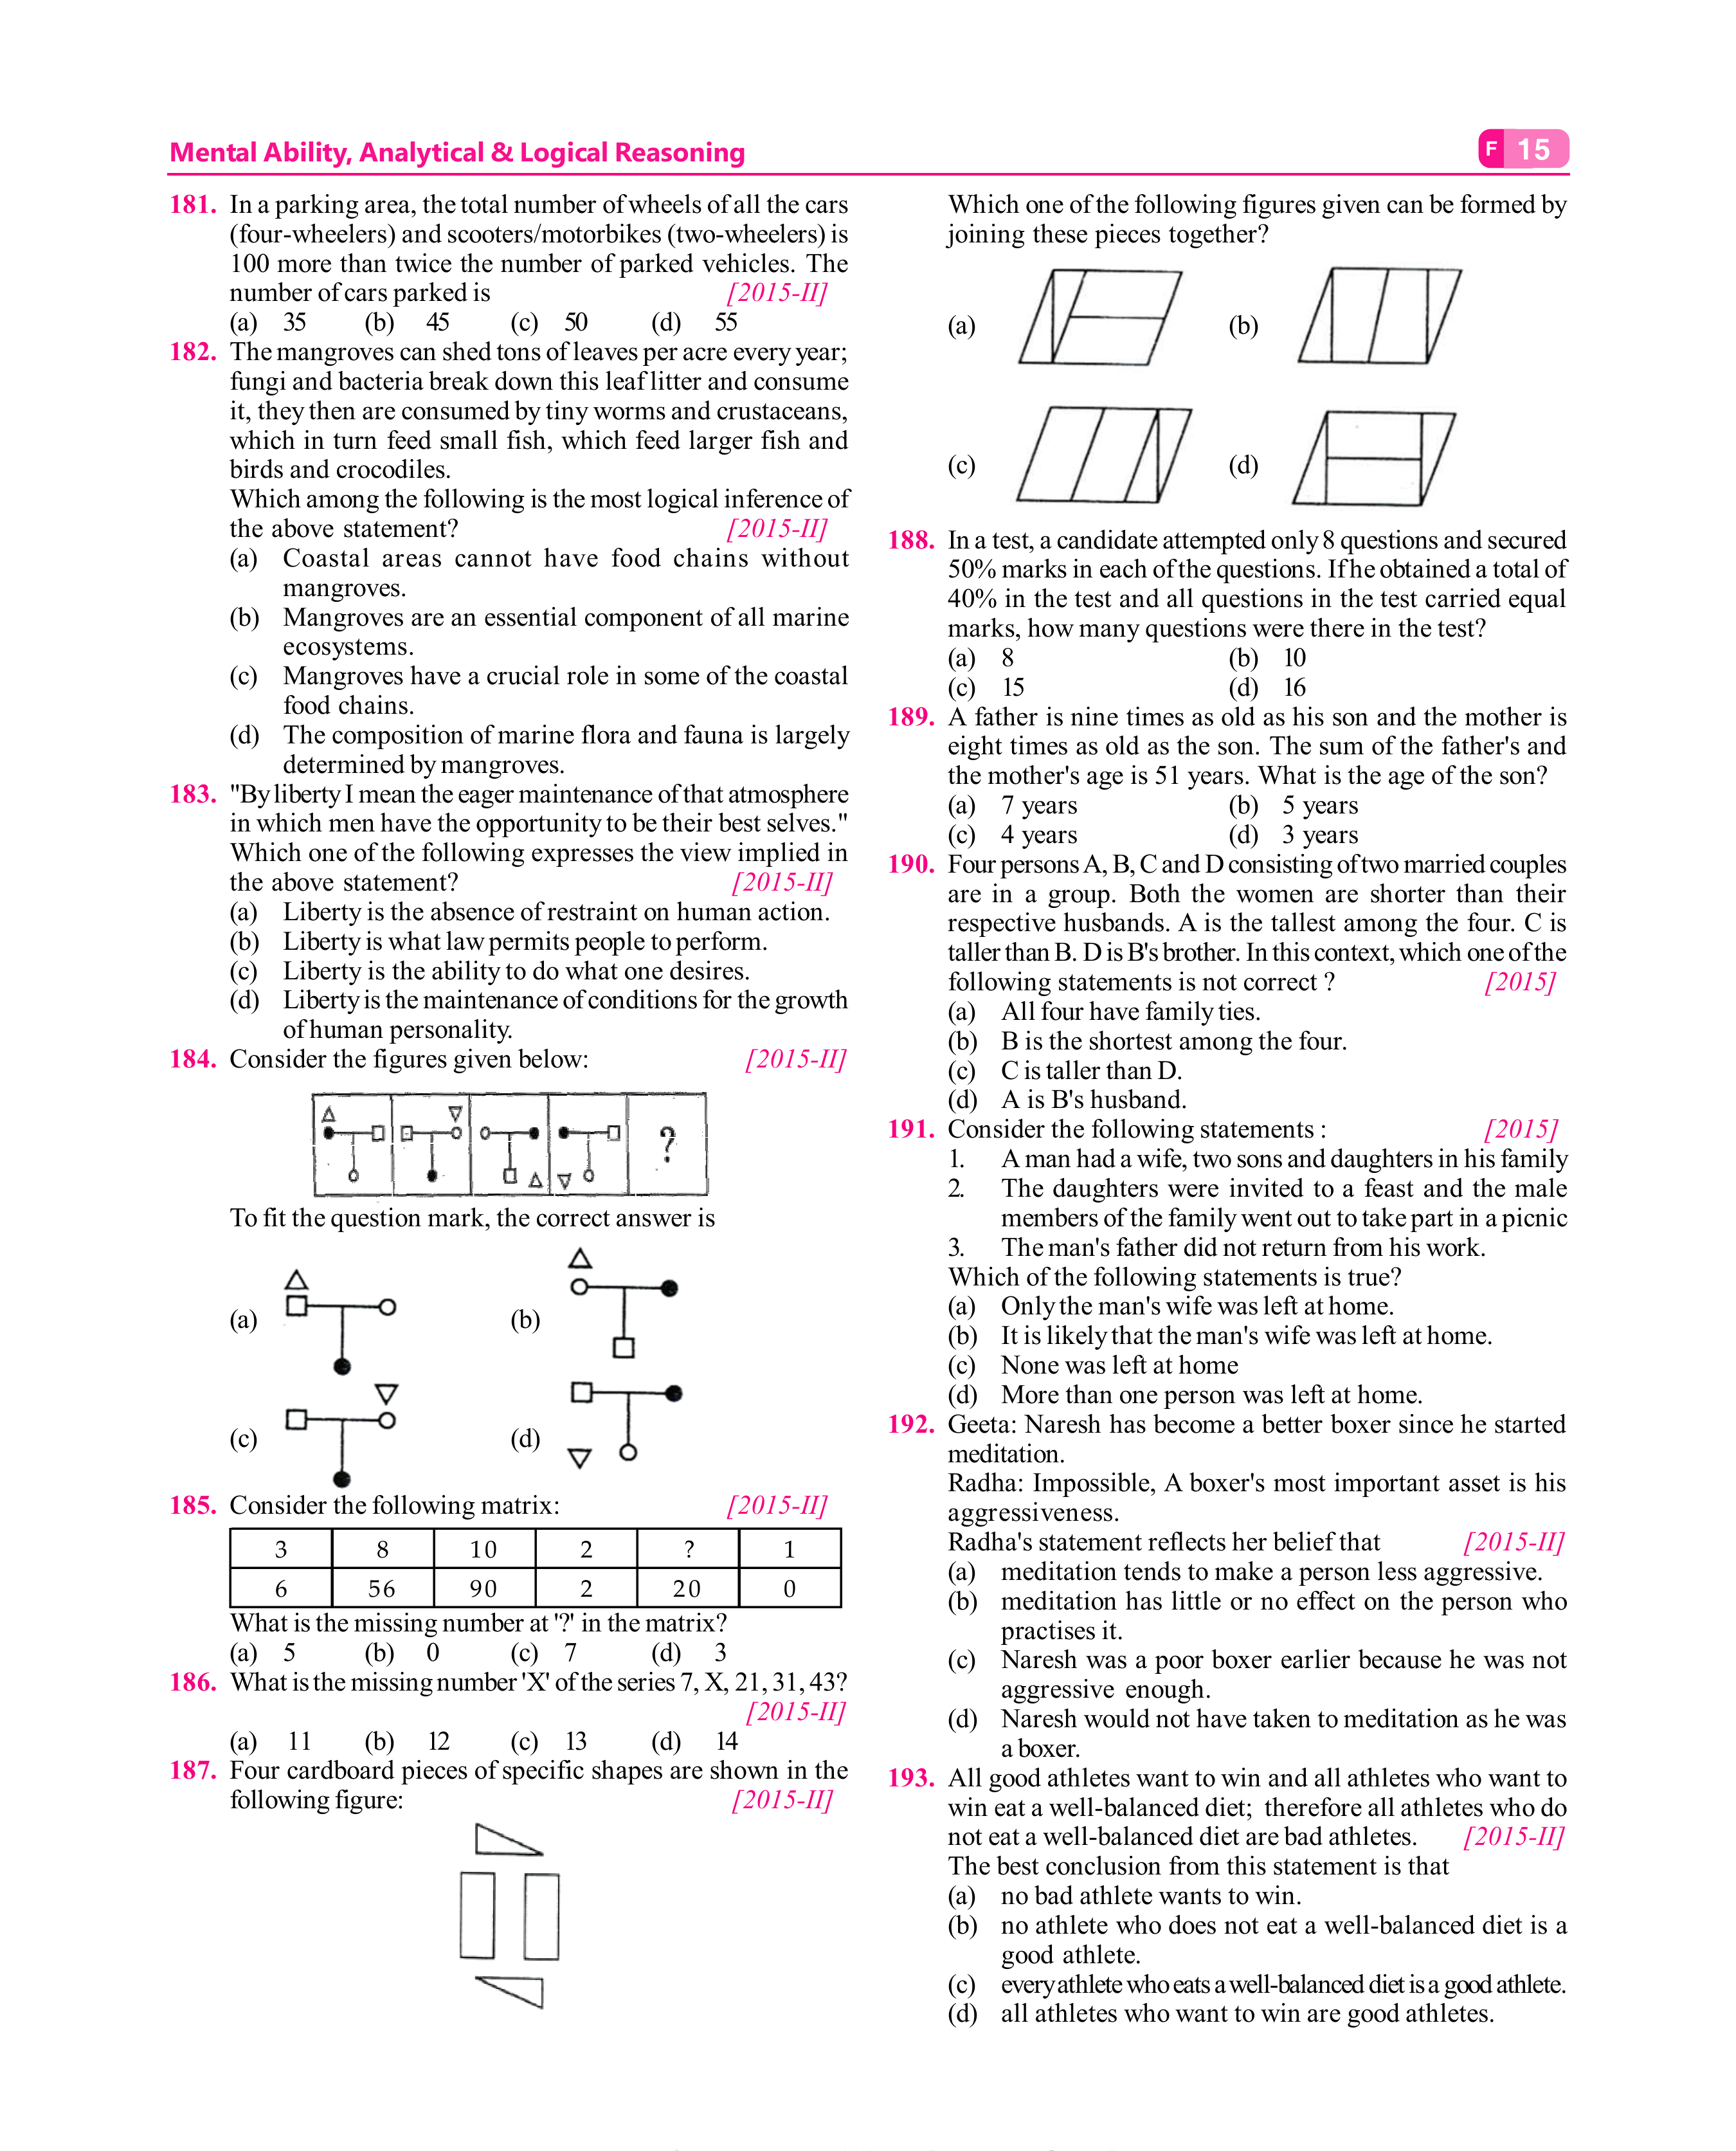 Mental Ability, Analytical & Logical Reasoning
F 15
181. In a parking area, the total number of wheels of all the cars
(four-wheelers) and scooters/motorbikes (two-wheelers) is
100 more than twice the number of parked vehicles. The
number of cars parked is [2015-II]
(a) 35 (b) 45 (c) 50 (d) 55
182. The mangroves can shed tons of leaves per acre every year;
fungi and bacteria break down this leaf litter and consume
it, they then are consumed by tiny worms and crustaceans,
which in turn feed small fish, which feed larger fish and
birds and crocodiles.
Which among the following is the most logical inference of
the above statement? [2015-II]
(a) Coastal areas cannot have food chains without
mangroves.
(b) Mangroves are an essential component of all marine
ecosystems.
(c) Mangroves have a crucial role in some of the coastal
food chains.
(d) The composition of marine flora and fauna is largely
determined by mangroves.
183. "By liberty I mean the eager maintenance of that atmosphere
in which men have the opportunity to be their best selves."
Which one of the following expresses the view implied in
the above statement? [2015-II]
(a) Liberty is the absence of restraint on human action.
(b) Liberty is what law permits people to perform.
(c) Liberty is the ability to do what one desires.
(d) Liberty is the maintenance of conditions for the growth
of human personality.
184. Consider the figures given below: [2015-II]
?
To fit the question mark, the correct answer is
(a) (b)
(c) (d)
185. Consider the following matrix: [2015-II]
3 8 10 2 ? 1
6 56 90 2 20 0
What is the missing number at '?' in the matrix?
(a) 5 (b) 0 (c) 7 (d) 3
186. What is the missing number 'X' of the series 7, X, 21, 31, 43?
[2015-II]
(a) 11 (b) 12 (c) 13 (d) 14
187. Four cardboard pieces of specific shapes are shown in the
following figure: [2015-II]
Which one of the following figures given can be formed by
joining these pieces together?
(a) (b)
(c) (d)
188. In a test, a candidate attempted only 8 questions and secured
50% marks in each of the questions. If he obtained a total of
40% in the test and all questions in the test carried equal
marks, how many questions were there in the test?
(a) 8 (b) 10
(c) 15 (d) 16
189. A father is nine times as old as his son and the mother is
eight times as old as the son. The sum of the father's and
the mother's age is 51 years. What is the age of the son?
(a) 7 years (b) 5 years
(c) 4 years (d) 3 years
190. Four persons A, B, C and D consisting of two married couples
are in a group. Both the women are shorter than their
respective husbands. A is the tallest among the four. C is
taller than B. D is B's brother. In this context, which one of the
following statements is not correct ? [2015]
(a) All four have family ties.
(b) B is the shortest among the four.
(c) C is taller than D.
(d) A is B's husband.
191. Consider the following statements : [2015]
1. A man had a wife, two sons and daughters in his family
2. The daughters were invited to a feast and the male
members of the family went out to take part in a picnic
3. The man's father did not return from his work.
Which of the following statements is true?
(a) Only the man's wife was left at home.
(b) It is likely that the man's wife was left at home.
(c) None was left at home
(d) More than one person was left at home.
192. Geeta: Naresh has become a better boxer since he started
meditation.
Radha: Impossible, A boxer's most important asset is his
aggressiveness.
Radha's statement reflects her belief that [2015-II]
(a) meditation tends to make a person less aggressive.
(b) meditation has little or no effect on the person who
practises it.
(c) Naresh was a poor boxer earlier because he was not
aggressive enough.
(d) Naresh would not have taken to meditation as he was
a boxer.
193. All good athletes want to win and all athletes who want to
win eat a well-balanced diet; therefore all athletes who do
not eat a well-balanced diet are bad athletes. [2015-II]
The best conclusion from this statement is that
(a) no bad athlete wants to win.
(b) no athlete who does not eat a well-balanced diet is a
good athlete.
(c) every athlete who eats a well-balanced diet is a good athlete.
(d) all athletes who want to win are good athletes.